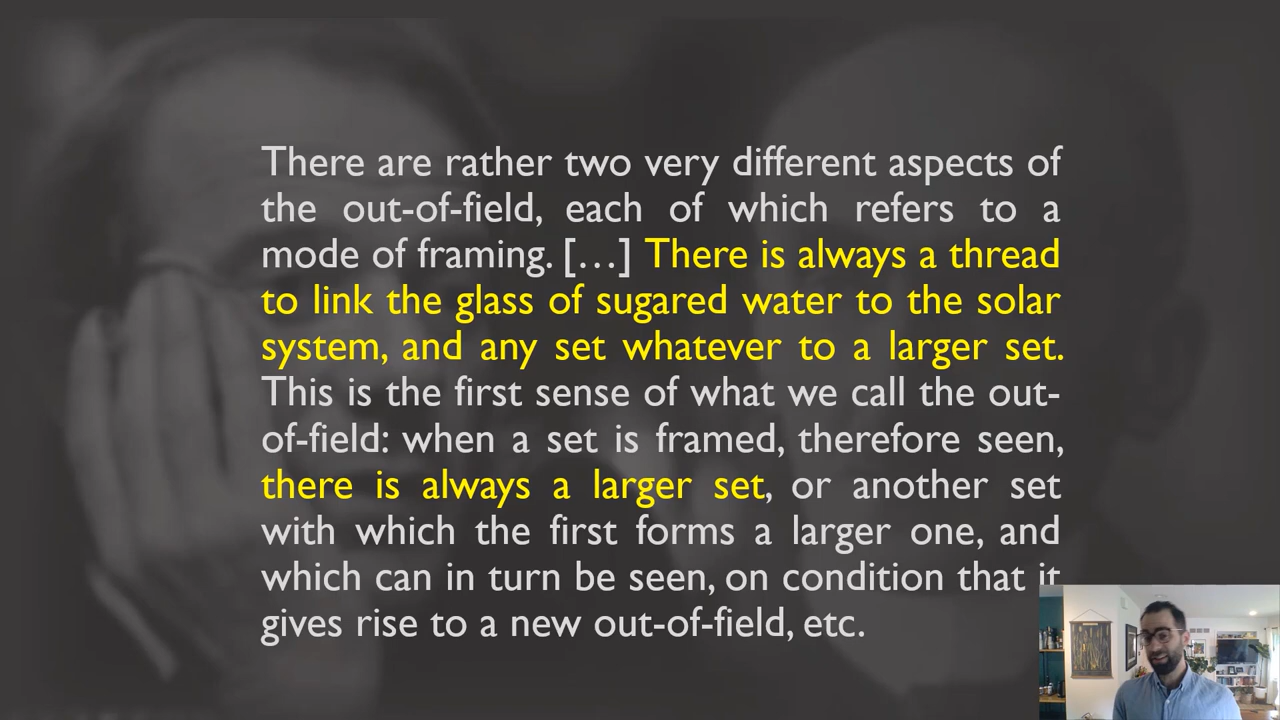 There are rather two very different aspects of
the out-of-field, each of which refers to a
mode of framing. […] There is always a thread
to link the glass of sugared water to the solar
system, and any set whatever to a larger set.
This is the first sense of what we call the out-
of-field: when a set is framed, therefore seen,
there is always a larger set, or another set
with which the first forms a larger one, and
which can in turn be seen, on condition that it
gives rise to a new out-of-field, etc.